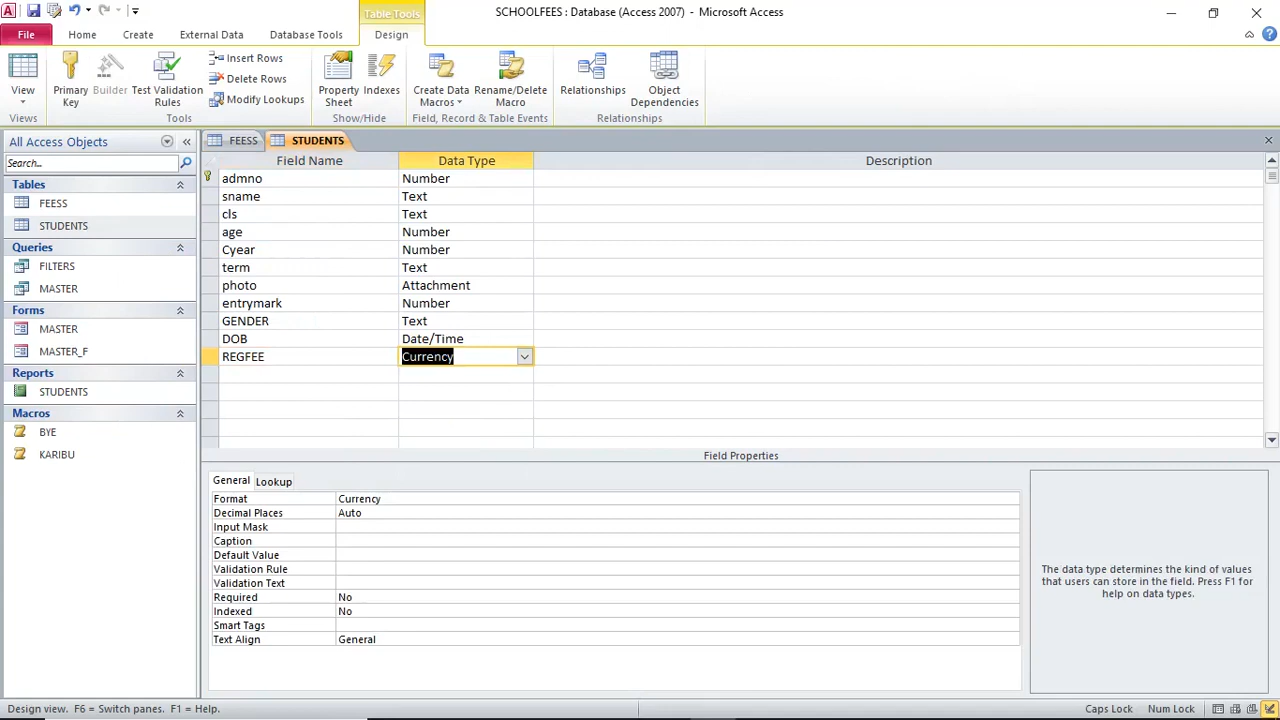 SCHOOLFEES : Database (Access 2007) - Microsoft Access
Table Tools
File Home Create External Data Database Tools Design
View
Views
Primary Key
Builder
Test Validation Rules
Insert Rows
Delete Rows
Modify Lookups
Tools
Property Sheet
Indexes
Show/Hide
Create Data Macros
Rename/Delete Macro
Field, Record & Table Events
Relationships
Object Dependencies
Relationships
All Access Objects
Search...
Tables
FEESS
STUDENTS
Queries
FILTERS
MASTER
Forms
MASTER
MASTER_F
Reports
STUDENTS
Macros
BYE
KARIBU
FEESS STUDENTS
Field Name Data Type Description
admno Number
sname Text
cls Text
age Number
Cyear Number
term Text
photo Attachment
entrymark Number
GENDER Text
DOB Date/Time
REGFEE Currency
Field Properties
General Lookup
Format Currency
Decimal Places Auto
Input Mask
Caption
Default Value
Validation Rule
Validation Text
Required No
Indexed No
Smart Tags
Text Align General
The data type determines the kind of values
that users can store in the field. Press F1 for
help on data types.
Design view. F6 = Switch panes. F1 = Help.
Caps Lock Num Lock